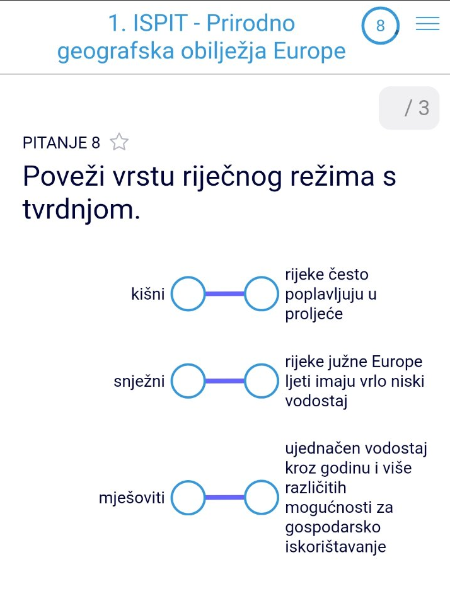 1. ISPIT - Prirodno
geografska obilježja Europe
8
/ 3
PITANJE 8
Poveži vrstu riječnog režima s
tvrdnjom.
kišni
rijeke često
poplavljuju u
proljeće
snježni
rijeke južne Europe
ljeti imaju vrlo niski
vodostaj
mješoviti
ujednačen vodostaj
kroz godinu i više
različitih
mogućnosti za
gospodarsko
iskorištavanje